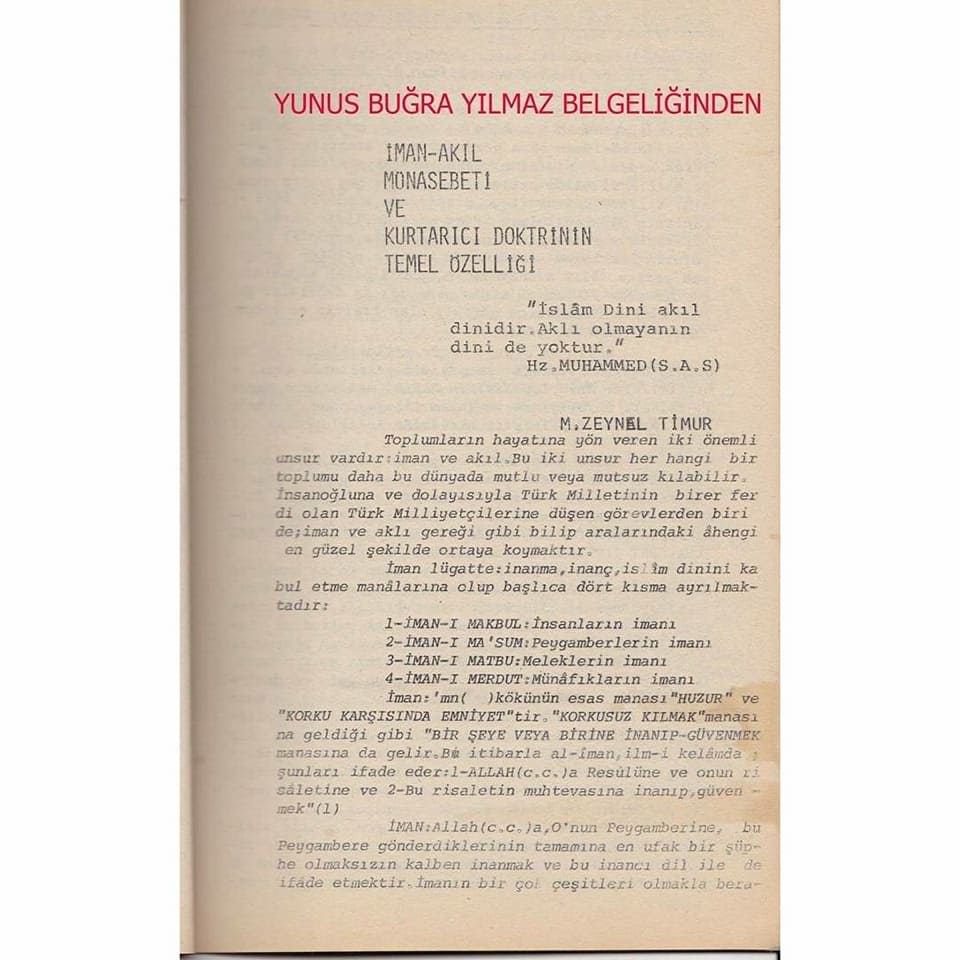 YUNUS BUĞRA YILMAZ BELGELİĞİNDEN
İMAN-AKIL
MONASEBETİ
VE
KURTARICI DOKTRİNİN
TEMEL ÖZELLİĞİ
"İslâm Dini akıl
dinidir.Aklı olmayanın
dini de yoktur."
Hz.MUHAMMED(S.A.S)
M.ZEYNEL TİMUR
Toplumların hayatına yön veren iki önemli
unsur vardır:iman ve akıl.Bu iki unsur her hangi bir
toplumu daha bu dünyada mutlu veya mutsuz kılabilir.
İnsanoğluna ve dolayısıyla Türk Milletinin birer fer
di olan Türk Milliyetçilerine düşen görevlerden biri
de;iman ve aklı gereği gibi bilip aralarındaki âhengi
en güzel şekilde ortaya koymaktır.
İman lügatte:inanma,inanç,islâm dinini ka
bul etme manâlarına olup başlıca dört kısma ayrılmak-
tadır:
1-İMAN-I MAKBUL:İnsanların imanı
2-İMAN-I MA'SUM:Peygamberlerin imanı
3-İMAN-I MATBU:Meleklerin imanı
4-İMAN-I MERDUT:Münâfıkların imanı
İman:'mn( )kökünün esas manası"HUZUR" ve
"KORKU KARŞISINDA EMNİYET"tir."KORKUSUZ KILMAK"manası
na geldiği gibi "BİR ŞEYE VEYA BİRİNE İNANIP-GÜVENMEK
manasına da gelir.Bu itibarla al-îman,ilm-i kelâmda ;
şunları ifade eder:1-ALLAH(c.c.)a Resülüne ve onun ri
sâletine ve 2-Bu risaletin muhtevasına inanıp,güven -
mek"(1)
İMAN:Allah(c.c.)a,O'nun Peygamberine, bu
Peygambere gönderdiklerinin tamamına en ufak bir şüp-
he olmaksızın kalben inanmak ve bu inancı dil ile de
ifâde etmektir.İmanın bir çok çeşitleri olmakla bera-